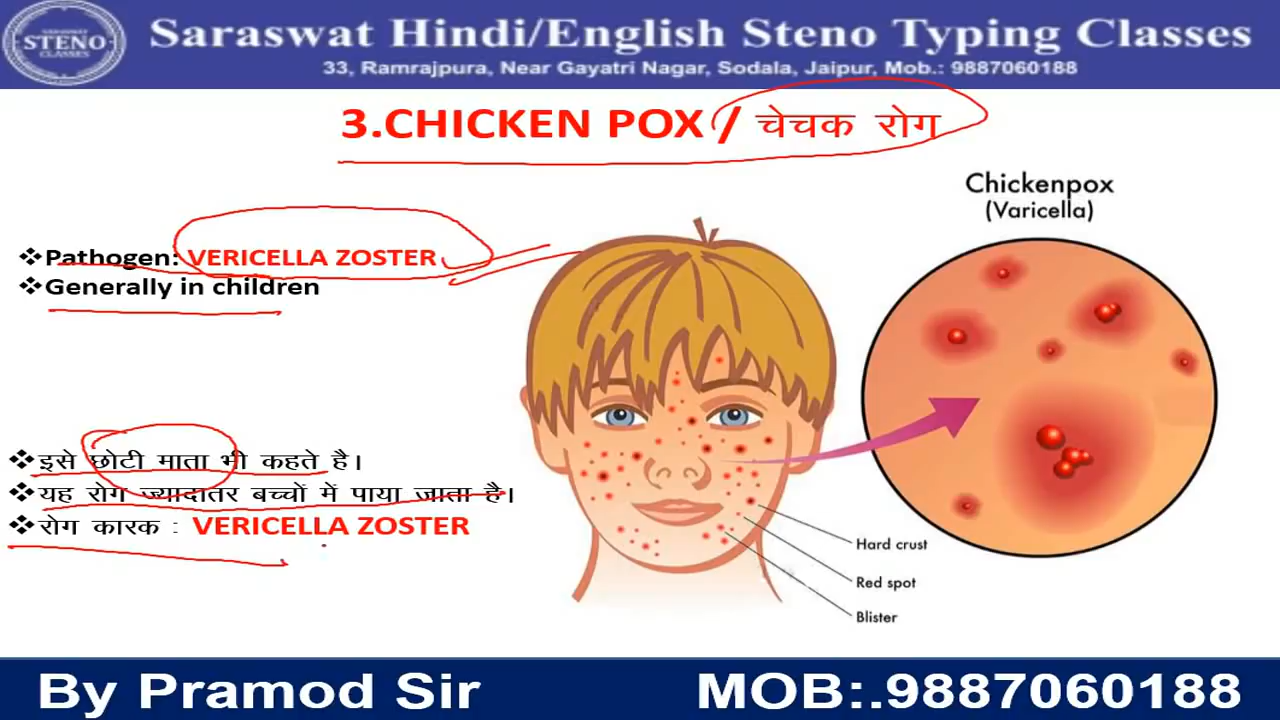 STENO
CLASSES
Saraswat Hindi/English Steno Typing Classes
33, Ramrajpura, Near Gayatri Nagar, Sodala, Jaipur, Mob.: 9887060188
3.CHICKEN POX / चेचक रोग
❖Pathogen: VERICELLA ZOSTER
❖Generally in children
❖ इसे छोटी माता भी कहते है।
❖ यह रोग ज्यादातर बच्चों में पाया जाता है।
❖ रोग कारक : VERICELLA ZOSTER
Chickenpox
(Varicella)
Hard crust
Red spot
Blister
By Pramod Sir
MOB:.9887060188